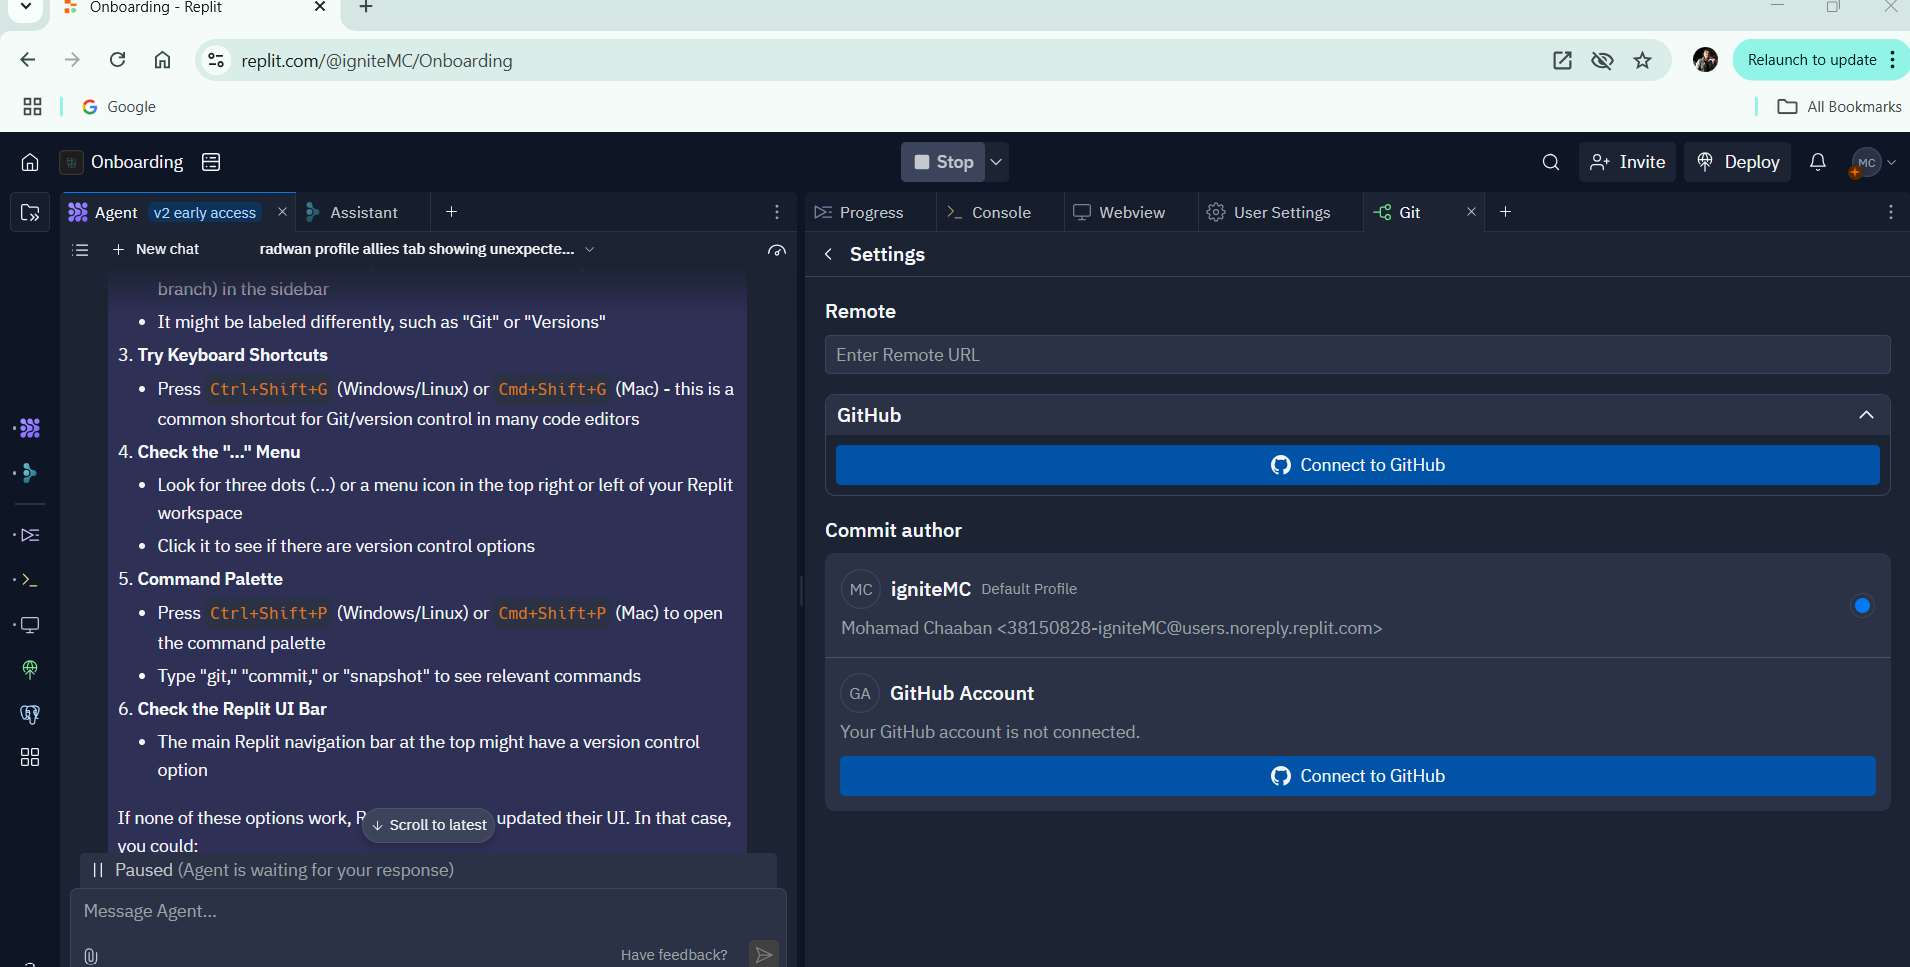 Onboarding - Replit
replit.com/@igniteMC/Onboarding
Relaunch to update
Google
All Bookmarks
Onboarding
Stop
Invite
Deploy
MC
Agent v2 early access
Assistant
New chat
radwan profile allies tab showing unexpecte...
branch) in the sidebar
• It might be labeled differently, such as "Git" or "Versions"
3. Try Keyboard Shortcuts
• Press Ctrl+Shift+G (Windows/Linux) or Cmd+Shift+G (Mac) - this is a
common shortcut for Git/version control in many code editors
4. Check the "..." Menu
• Look for three dots (...) or a menu icon in the top right or left of your Replit
workspace
• Click it to see if there are version control options
5. Command Palette
• Press Ctrl+Shift+P (Windows/Linux) or Cmd+Shift+P (Mac) to open
the command palette
• Type "git," "commit," or "snapshot" to see relevant commands
6. Check the Replit UI Bar
• The main Replit navigation bar at the top might have a version control
option
If none of these options work, updated their UI. In that case,
you could:
Scroll to latest
Paused (Agent is waiting for your response)
Message Agent...
Have feedback?
Progress
Console
Webview
User Settings
Git
Settings
Remote
Enter Remote URL
GitHub
Connect to GitHub
Commit author
MC igniteMC Default Profile
Mohamad Chaaban <38150828-igniteMC@users.noreply.replit.com>
GA GitHub Account
Your GitHub account is not connected.
Connect to GitHub